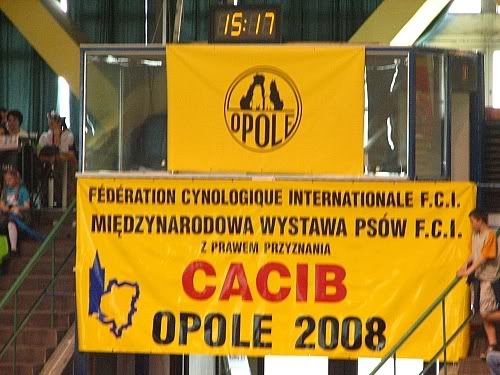 15:17
OPOLE
FÉDÉRATION CYNOLOGIQUE INTERNATIONALE F.C.I.
MIĘDZYNARODOWA WYSTAWA PSÓW F.C.I.
Z PRAWEM PRZYZNANIA
CACIB
OPOLE 2008